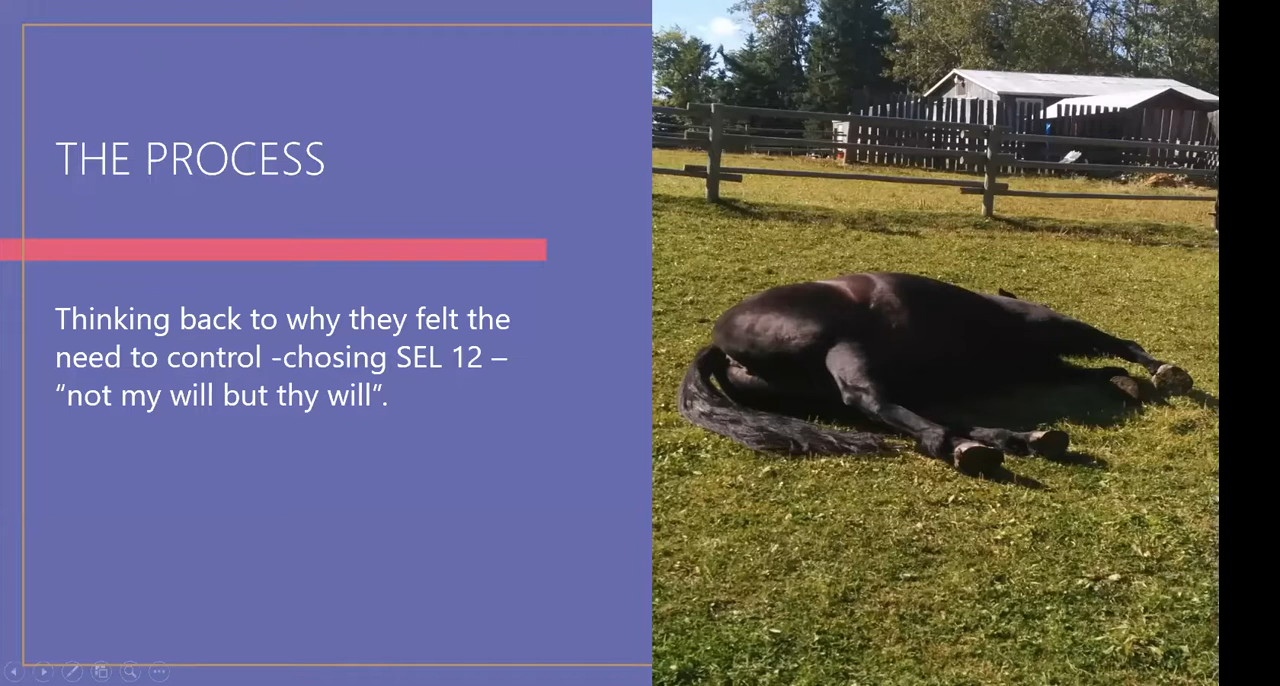 THE PROCESS
Thinking back to why they felt the
need to control -chosing SEL 12 –
“not my will but thy will”.